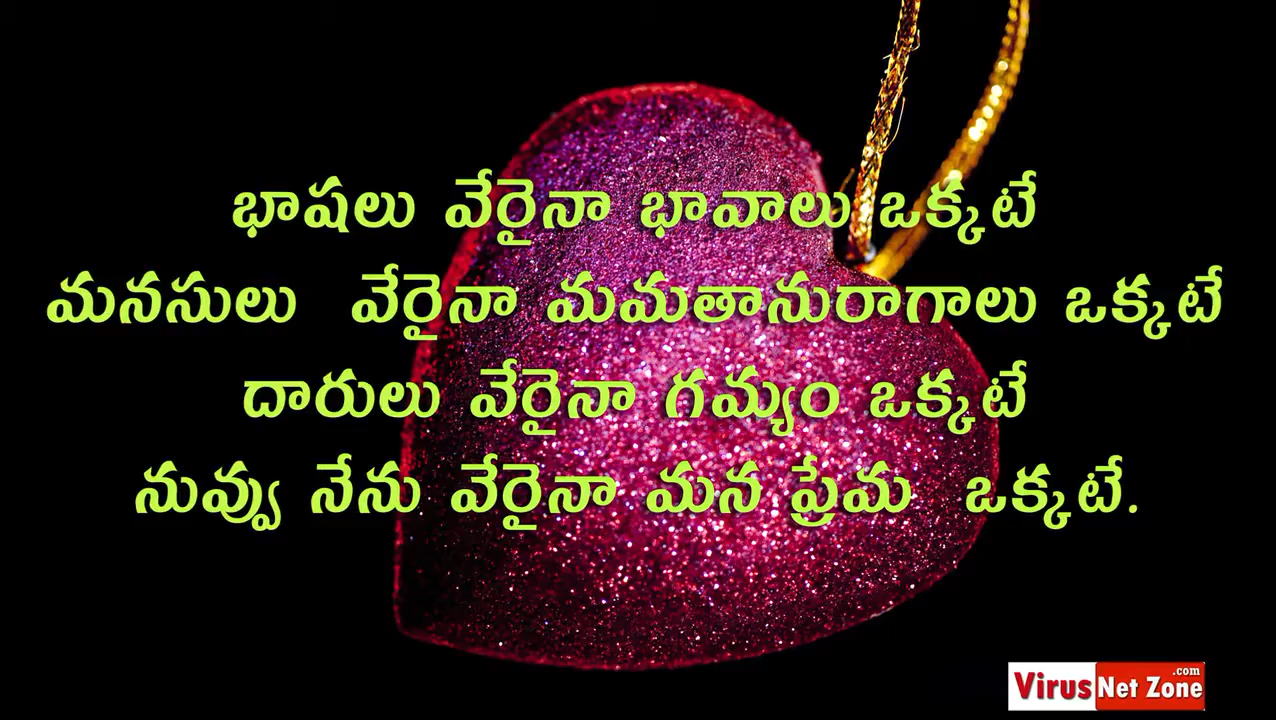 భాషలు వేరైనా భావాలు ఒక్కటే
మనసులు వేరైనా మమతానురాగాలు ఒక్కటే
దారులు వేరైనా గమ్యం ఒక్కటే
నువ్వు నేను వేరైనా మన ప్రేమ ఒక్కటే.
Virus Net Zone .com